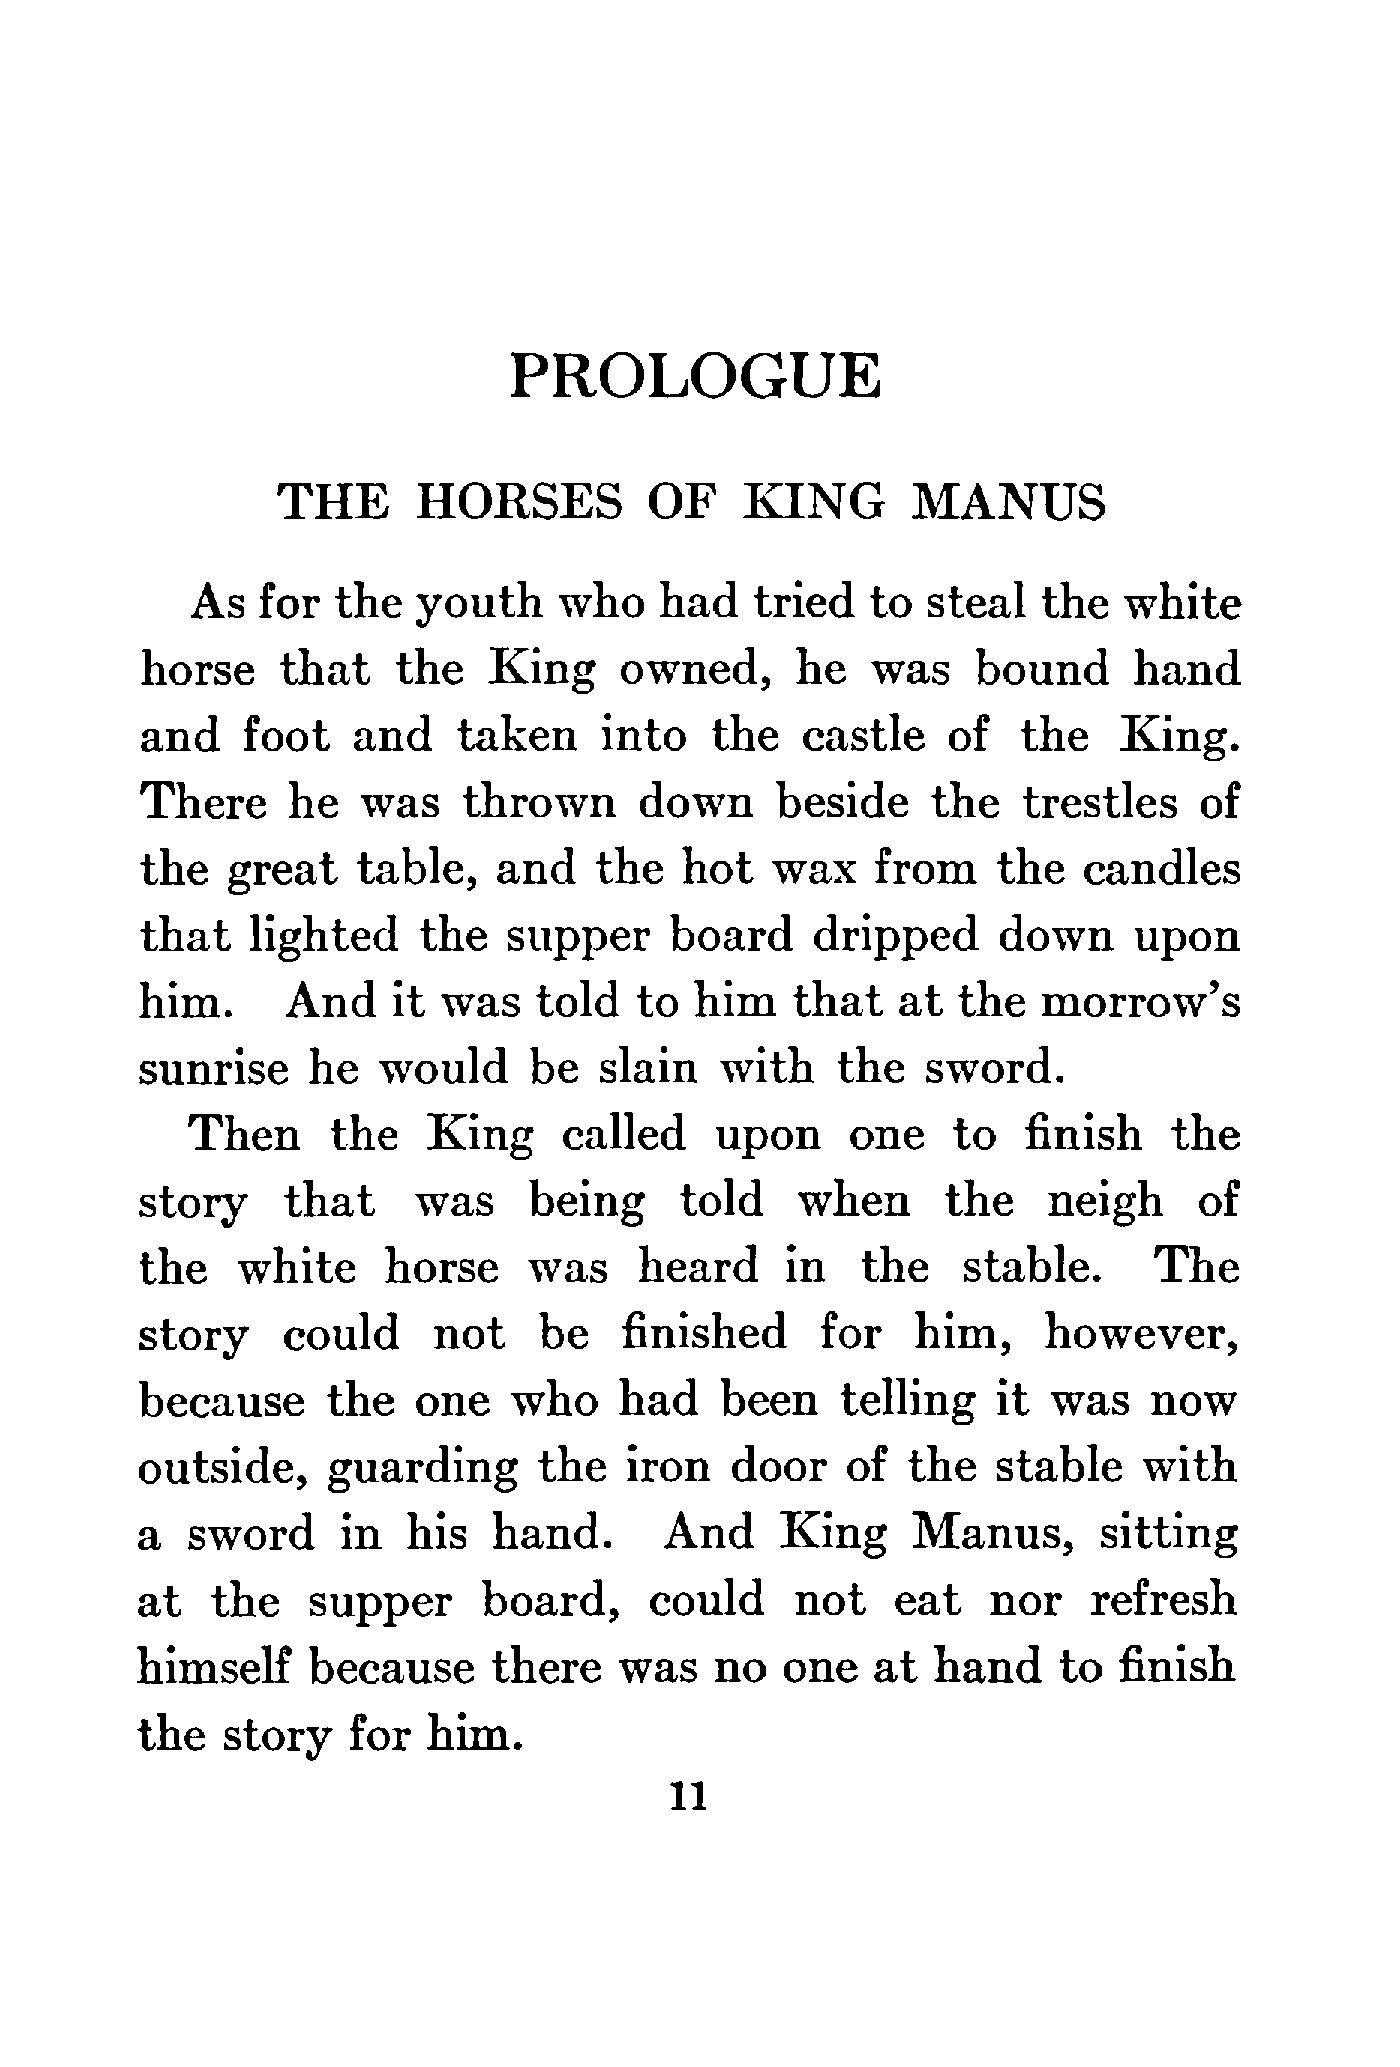 PROLOGUE
THE HORSES OF KING MANUS
As for the youth who had tried to steal the white
horse that the King owned, he was bound hand
and foot and taken into the castle of the King.
There he was thrown down beside the trestles of
the great table, and the hot wax from the candles
that lighted the supper board dripped down upon
him. And it was told to him that at the morrow's
sunrise he would be slain with the sword.
Then the King called upon one to finish the
story that was being told when the neigh of
the white horse was heard in the stable. The
story could not be finished for him, however,
because the one who had been telling it was now
outside, guarding the iron door of the stable with
a sword in his hand. And King Manus, sitting
at the supper board, could not eat nor refresh
himself because there was no one at hand to finish
the story for him.
11